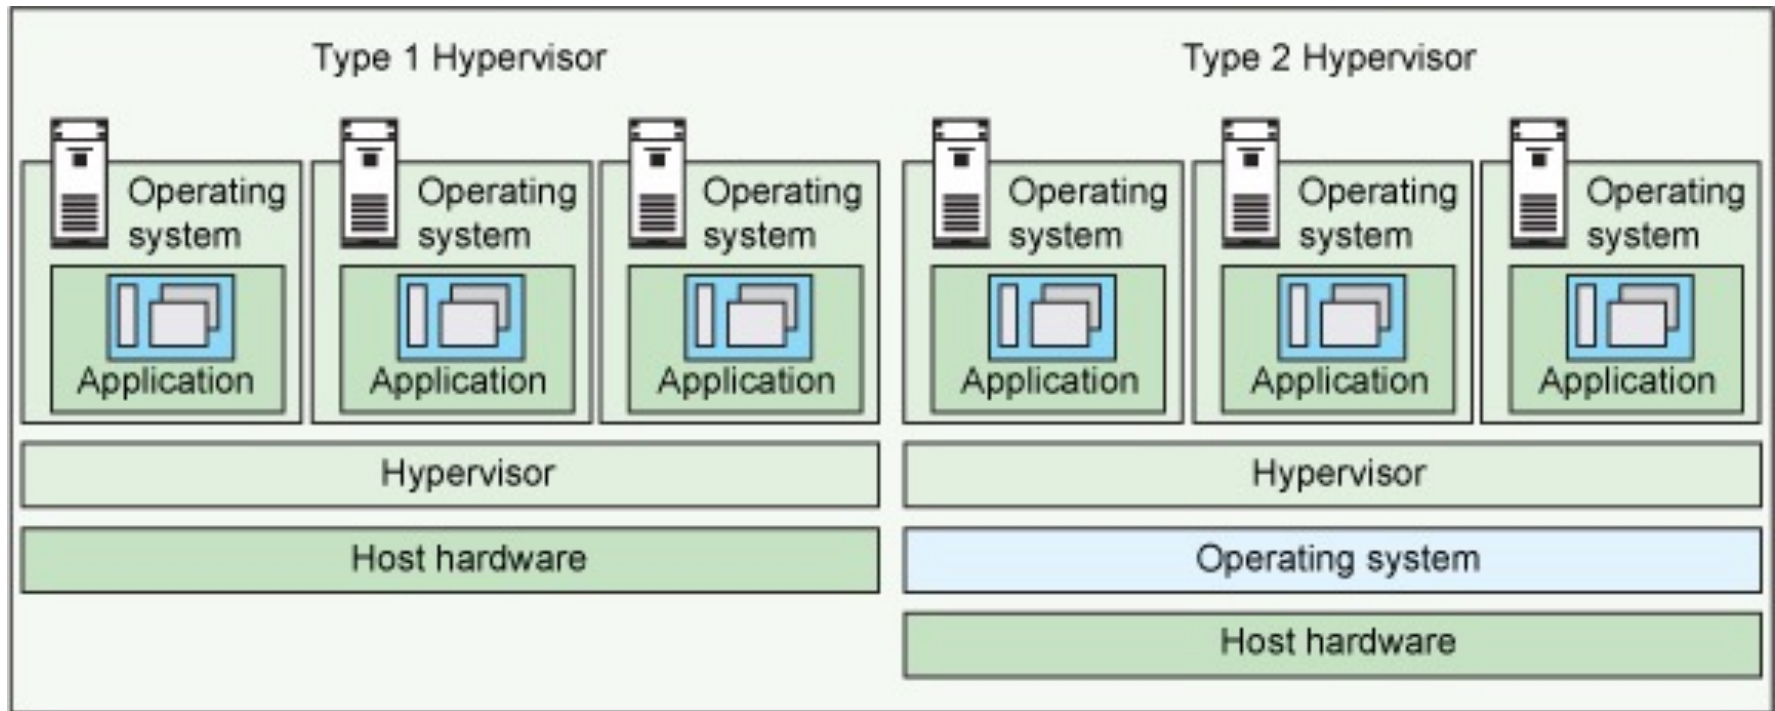 Type 1 Hypervisor
Operating
system
Application
Operating
system
Application
Operating
system
Application
Hypervisor
Host hardware
Type 2 Hypervisor
Operating
system
Application
Operating
system
Application
Operating
system
Application
Hypervisor
Operating system
Host hardware